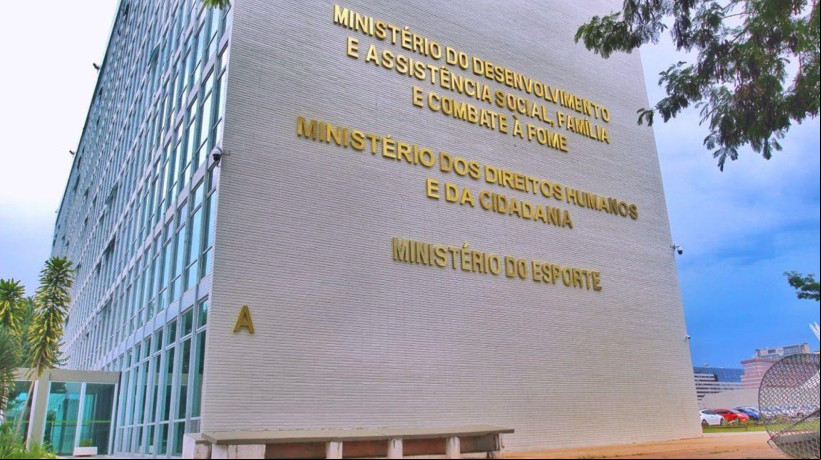 MINISTÉRIO DO DESENVOLVIMENTO
E ASSISTÊNCIA SOCIAL, FAMÍLIA
E COMBATE À FOME
MINISTÉRIO DOS DIREITOS HUMANOS
E DA CIDADANIA
MINISTÉRIO DO ESPORTE
A